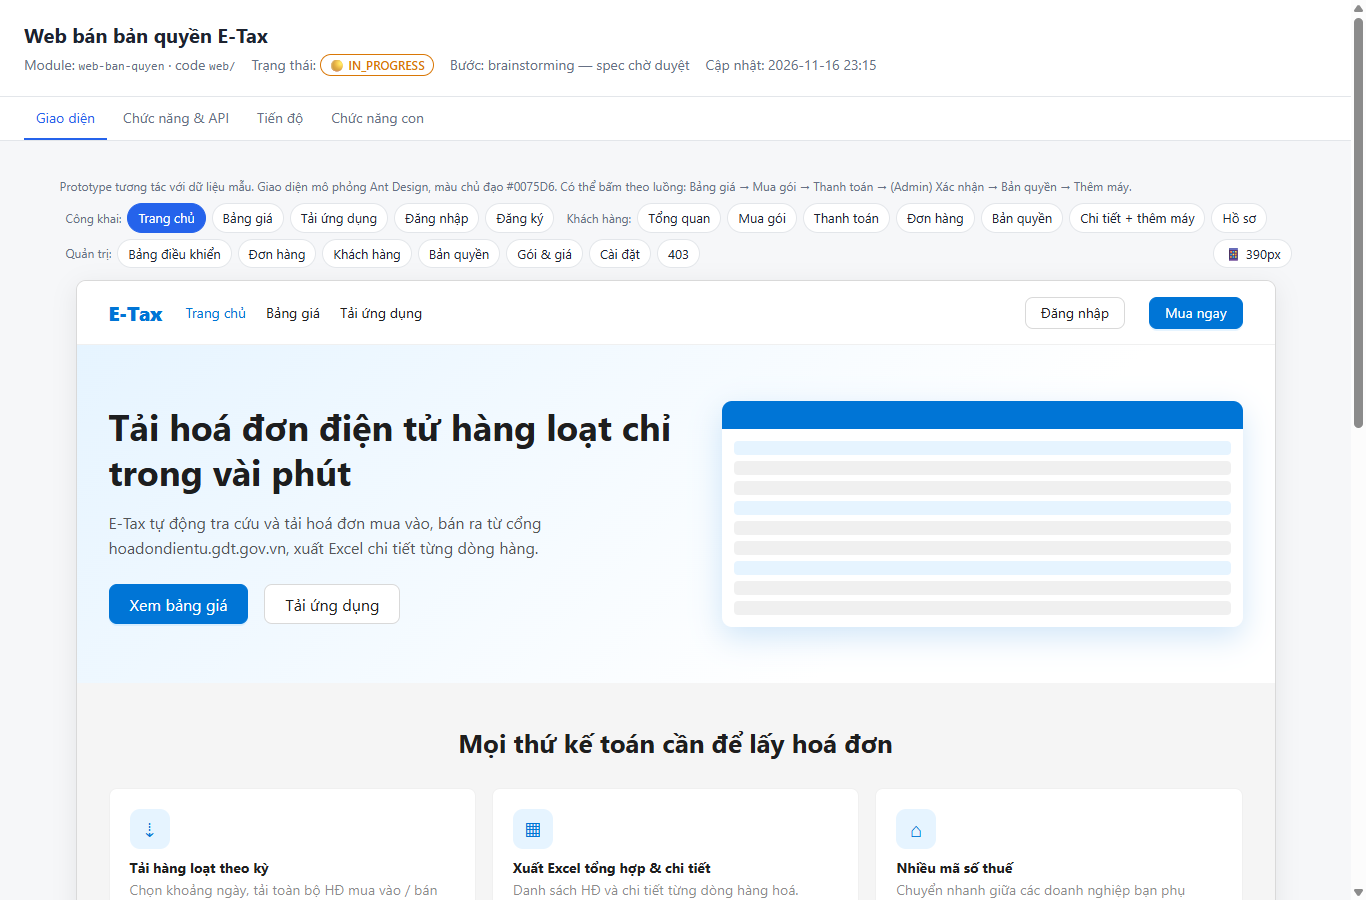 Web bán bản quyền E-Tax
Module: web-ban-quyen · code web/ Trạng thái: IN_PROGRESS Bước: brainstorming — spec chờ duyệt Cập nhật: 2026-11-16 23:15
Giao diện Chức năng & API Tiến độ Chức năng con
Prototype tương tác với dữ liệu mẫu. Giao diện mô phỏng Ant Design, màu chủ đạo #0075D6. Có thể bấm theo luồng: Bảng giá → Mua gói → Thanh toán → (Admin) Xác nhận → Bản quyền → Thêm máy.
Công khai: Trang chủ Bảng giá Tải ứng dụng Đăng nhập Đăng ký Khách hàng: Tổng quan Mua gói Thanh toán Đơn hàng Bản quyền Chi tiết + thêm máy Hồ sơ
Quản trị: Bảng điều khiển Đơn hàng Khách hàng Bản quyền Gói & giá Cài đặt 403 390px
E-Tax Trang chủ Bảng giá Tải ứng dụng Đăng nhập Mua ngay
Tải hoá đơn điện tử hàng loạt chỉ
trong vài phút
E-Tax tự động tra cứu và tải hoá đơn mua vào, bán ra từ cổng
hoadondientu.gdt.gov.vn, xuất Excel chi tiết từng dòng hàng.
Xem bảng giá Tải ứng dụng
Mọi thứ kế toán cần để lấy hoá đơn
Tải hàng loạt theo kỳ
Chọn khoảng ngày, tải toàn bộ HĐ mua vào / bán
Xuất Excel tổng hợp & chi tiết
Danh sách HĐ và chi tiết từng dòng hàng hoá.
Nhiều mã số thuế
Chuyển nhanh giữa các doanh nghiệp bạn phụ